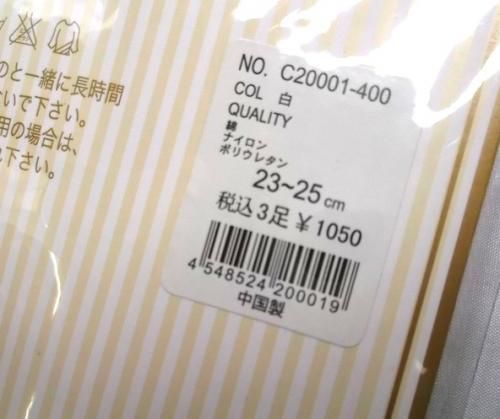 のと一緒に長時間
いで下さい。
用の場合は、
れ下さい。
NO. C20001-400
COL 白
QUALITY
綿
ナイロン
ポリウレタン
23~25cm
税込3足¥1050
4 548524 200019
中国製